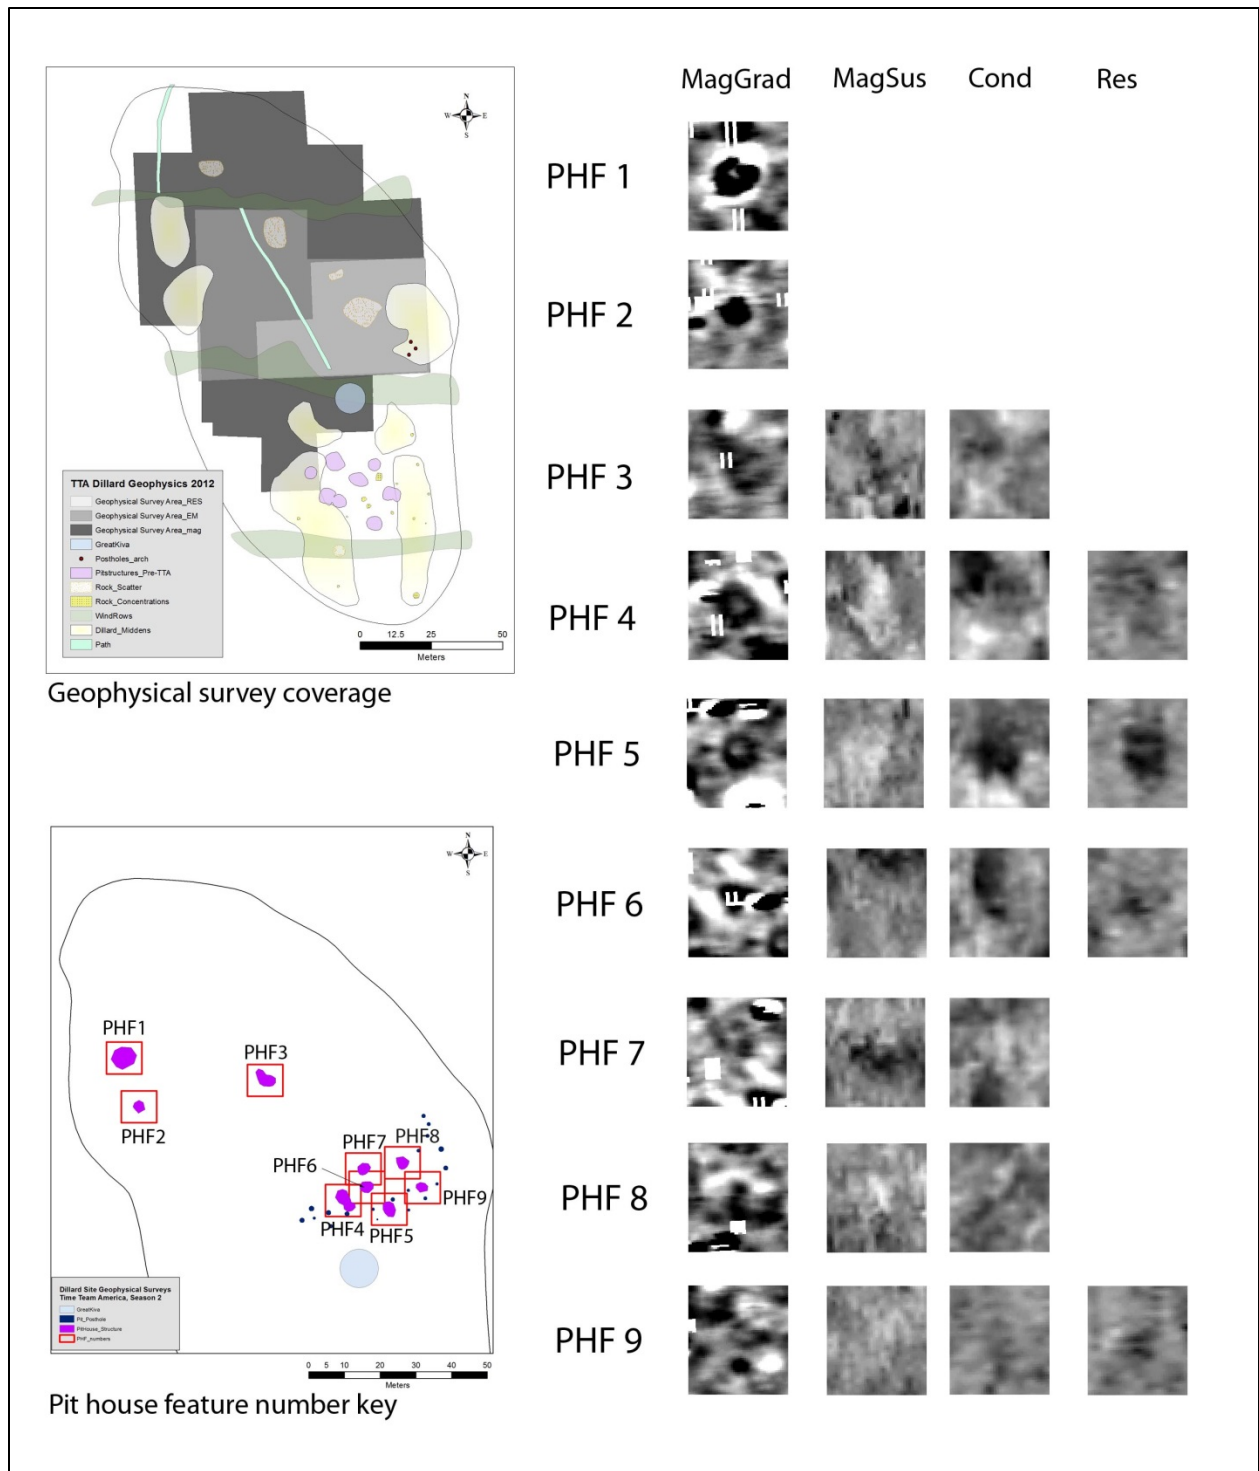 MagGrad MagSus Cond Res
N
W E
S
TTA Dillard Geophysics 2012
Geophysical Survey Area_RES
Geophysical Survey Area_EM
Geophysical Survey Area_mag
GreatKiva
Postholes_arch
Pitstructures_Pre-TTA
Rock_Scatter
Rock_Concentrations
WindRows
Dillard_Middens
Path
0 12.5 25 50
Meters
Geophysical survey coverage
PHF 1
PHF 2
PHF 3
PHF 4
PHF 5
PHF 6
PHF 7
PHF 8
PHF 9
N
W E
S
PHF1
PHF3
PHF2
PHF7 PHF8
PHF6
PHF9
PHF4 PHF5
Dillard Site Geophysical Surveys
Time Team America, Season 2
GreatKiva
Pit_Posthole
PitHouse_Structure
PHF_numbers
0 5 10 20 30 40 50
Meters
Pit house feature number key